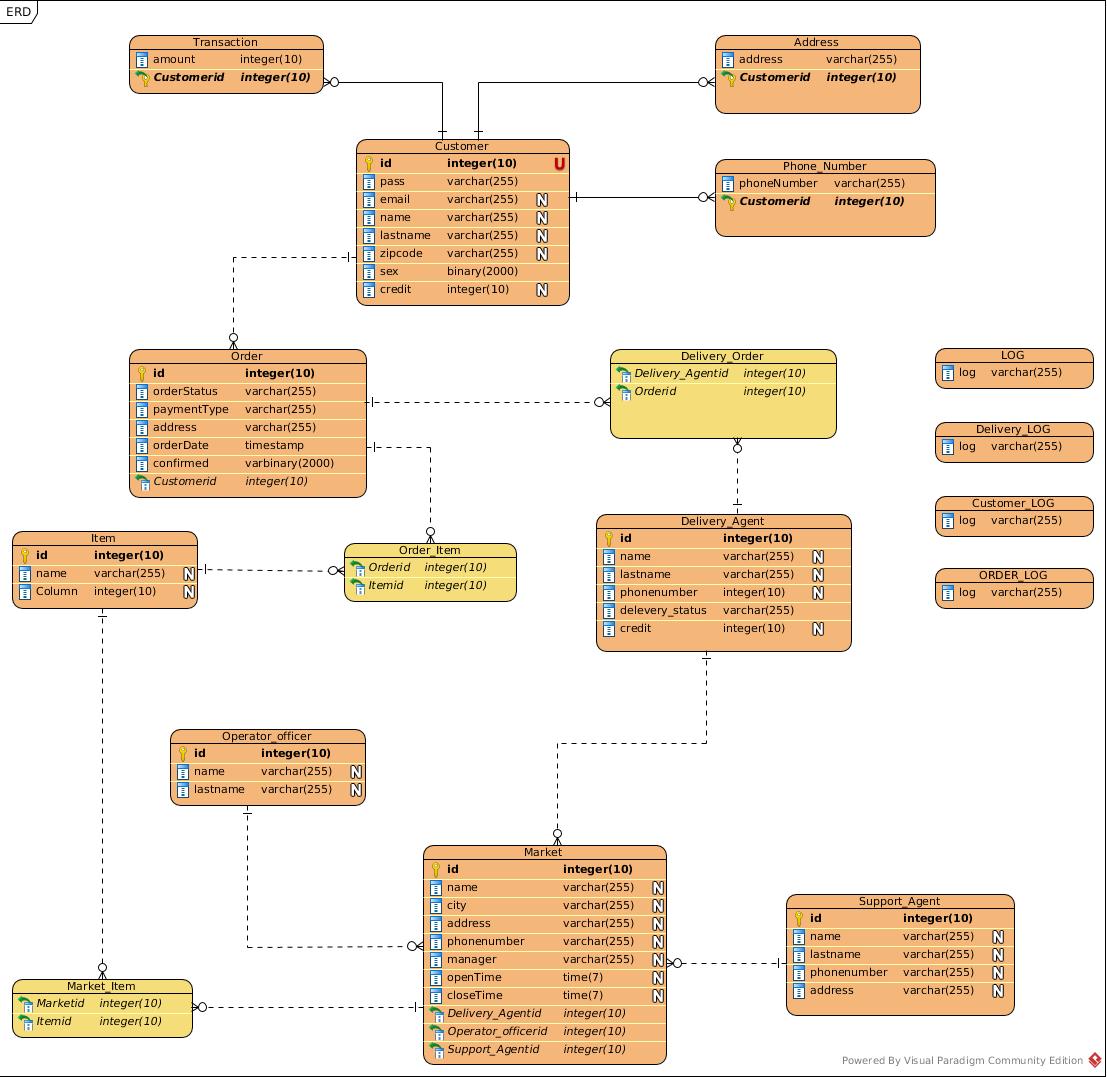 ERD
Transaction
amount integer(10)
Customerid integer(10)
Address
address varchar(255)
Customerid integer(10)
Customer
id integer(10) U
pass varchar(255)
email varchar(255) N
name varchar(255) N
lastname varchar(255) N
zipcode varchar(255) N
sex binary(2000)
credit integer(10) N
Phone_Number
phoneNumber varchar(255)
Customerid integer(10)
Order
id integer(10)
orderStatus varchar(255)
paymentType varchar(255)
address varchar(255)
orderDate timestamp
confirmed varbinary(2000)
Customerid integer(10)
Delivery_Order
Delivery_Agentid integer(10)
Orderid integer(10)
LOG
log varchar(255)
Delivery_LOG
log varchar(255)
Customer_LOG
log varchar(255)
ORDER_LOG
log varchar(255)
Item
id integer(10)
name varchar(255) N
Column integer(10) N
Order_Item
Orderid integer(10)
Itemid integer(10)
Delivery_Agent
id integer(10)
name varchar(255) N
lastname varchar(255) N
phonenumber integer(10) N
delevery_status varchar(255)
credit integer(10) N
Operator_officer
id integer(10)
name varchar(255) N
lastname varchar(255) N
Market
id integer(10)
name varchar(255) N
city varchar(255) N
address varchar(255) N
phonenumber varchar(255) N
manager varchar(255) N
openTime time(7) N
closeTime time(7) N
Delivery_Agentid integer(10)
Operator_officerid integer(10)
Support_Agentid integer(10)
Support_Agent
id integer(10)
name varchar(255) N
lastname varchar(255) N
phonenumber varchar(255) N
address varchar(255) N
Market_Item
Marketid integer(10)
Itemid integer(10)
Powered By Visual Paradigm Community Edition